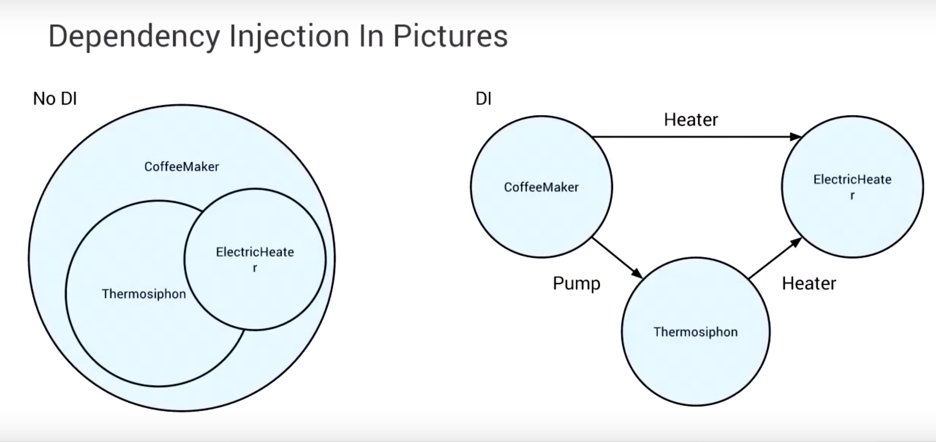 Dependency Injection In Pictures
No DI
CoffeeMaker
ElectricHeate
r
Thermosiphon
DI
Heater
CoffeeMaker
ElectricHeate
r
Pump
Heater
Thermosiphon